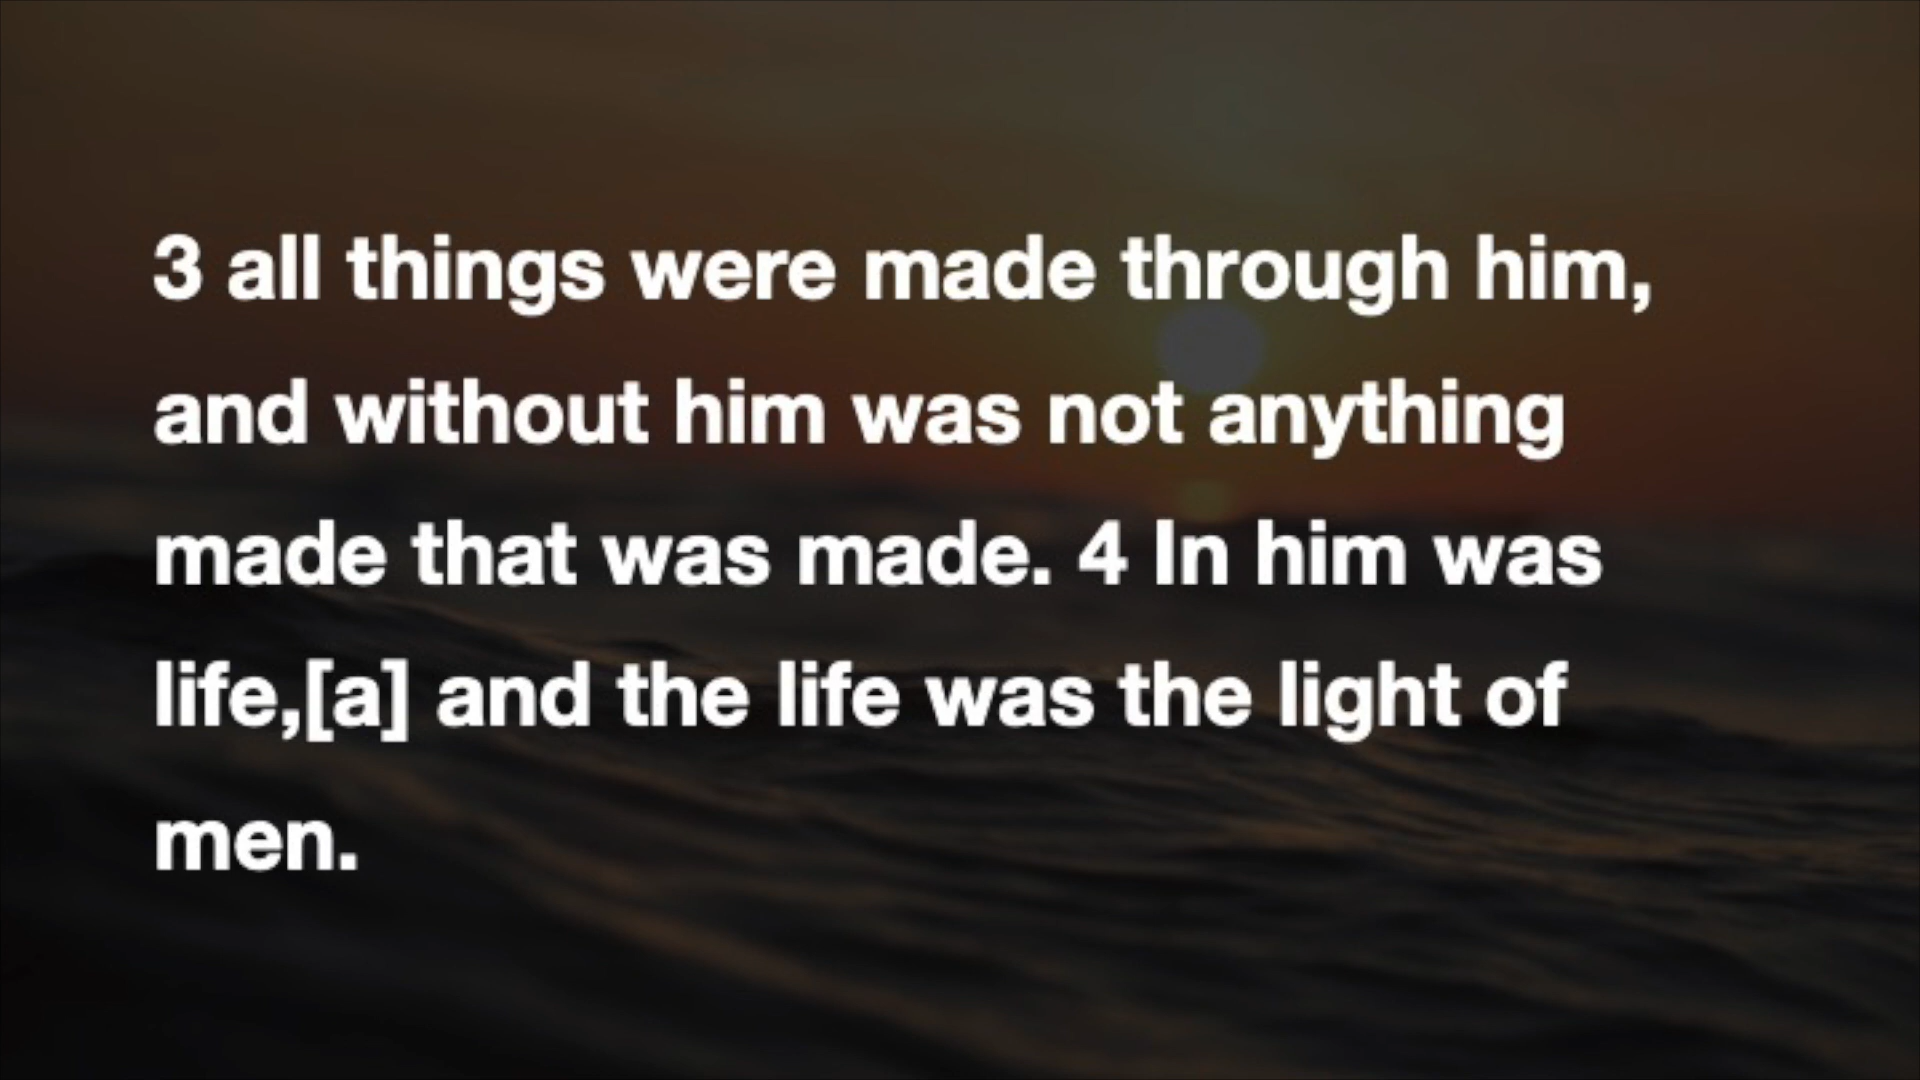 3 all things were made through him,
and without him was not anything
made that was made. 4 In him was
life,[a] and the life was the light of
men.